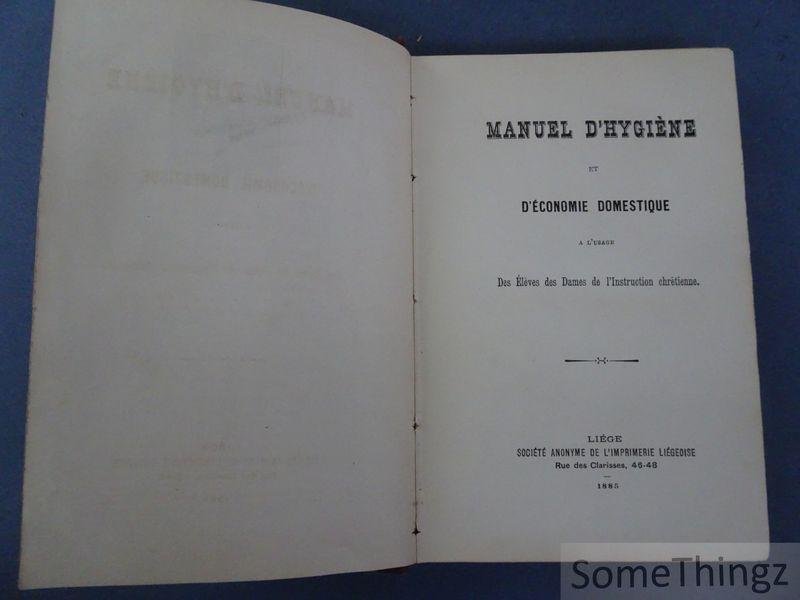 MANUEL D'HYGIÈNE
ET
D'ÉCONOMIE DOMESTIQUE
A L'USAGE
Des Élèves des Dames de l'Instruction chrétienne.
LIÉGE
SOCIÉTÉ ANONYME DE L'IMPRIMERIE LIÉGEOISE
Rue des Clarisses, 46-48
1885
SomeThingz